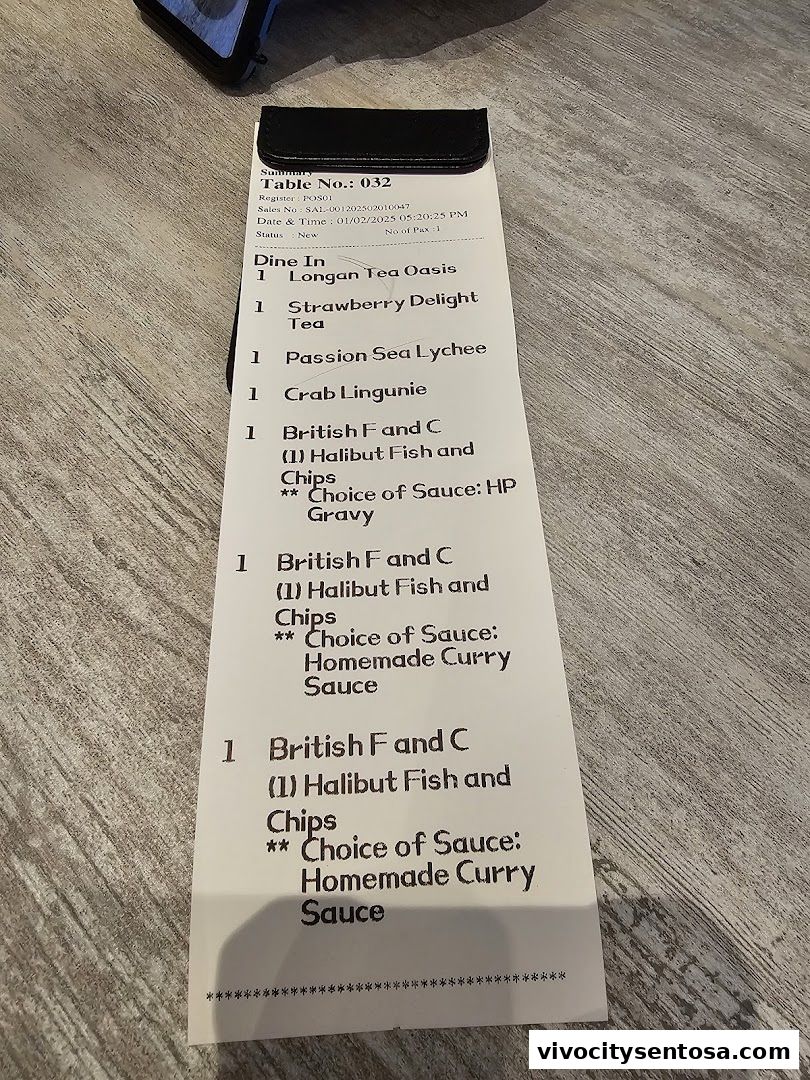 Summary
Table No.: 032
Register : POS01
Sales No : SAL-001202502010047
Date & Time : 01/02/2025 05:20:25 PM
Status : New No of Pax :1
Dine In
1 Longan Tea Oasis
1 Strawberry Delight
Tea
1 Passion Sea Lychee
1 Crab Lingunie
1 British F and C
(1) Halibut Fish and
Chips
** Choice of Sauce: HP
Gravy
1 British F and C
(1) Halibut Fish and
Chips
** Choice of Sauce:
Homemade Curry
Sauce
1 British F and C
(1) Halibut Fish and
Chips
** Choice of Sauce:
Homemade Curry
Sauce
***************************************
vivocitysentosa.com